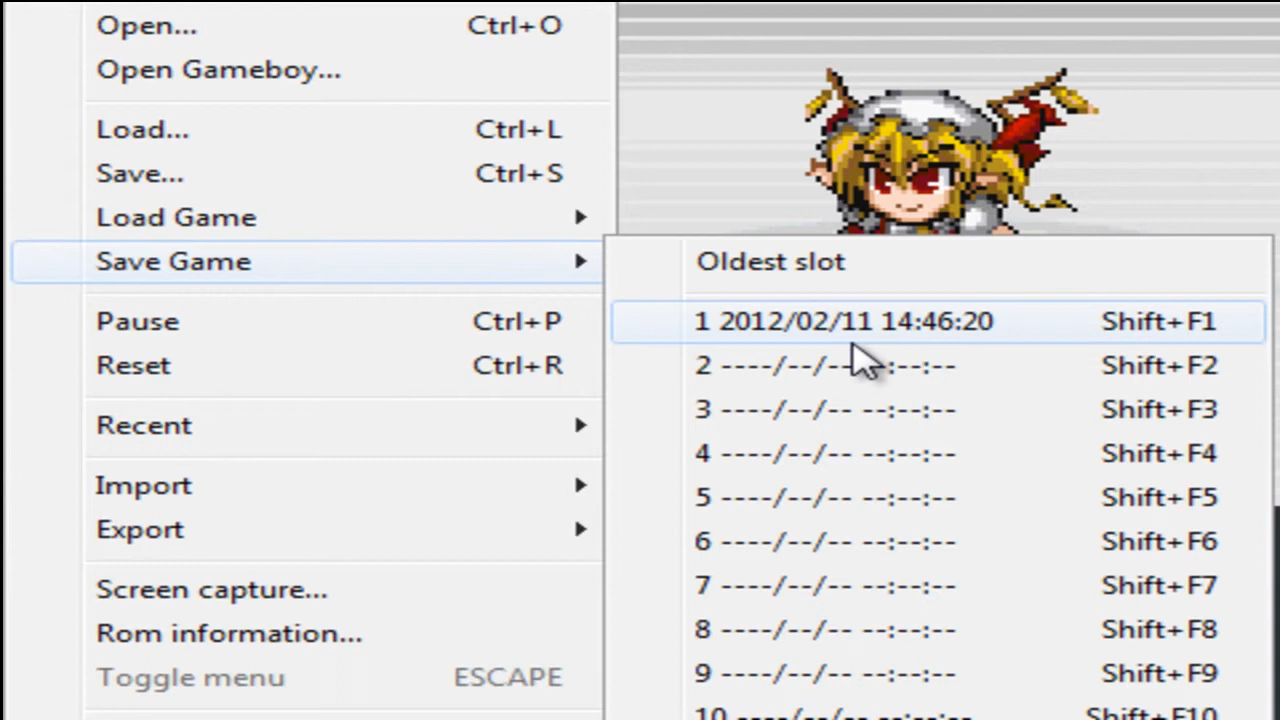 Open... Ctrl+O
Open Gameboy...
Load... Ctrl+L
Save... Ctrl+S
Load Game
Save Game
Pause Ctrl+P
Reset Ctrl+R
Recent
Import
Export
Screen capture...
Rom information...
Toggle menu ESCAPE
Oldest slot
1 2012/02/11 14:46:20 Shift+F1
2 ----/--/-- --:--:-- Shift+F2
3 ----/--/-- --:--:-- Shift+F3
4 ----/--/-- --:--:-- Shift+F4
5 ----/--/-- --:--:-- Shift+F5
6 ----/--/-- --:--:-- Shift+F6
7 ----/--/-- --:--:-- Shift+F7
8 ----/--/-- --:--:-- Shift+F8
9 ----/--/-- --:--:-- Shift+F9
10 ----/--/-- --:--:-- Shift+F10